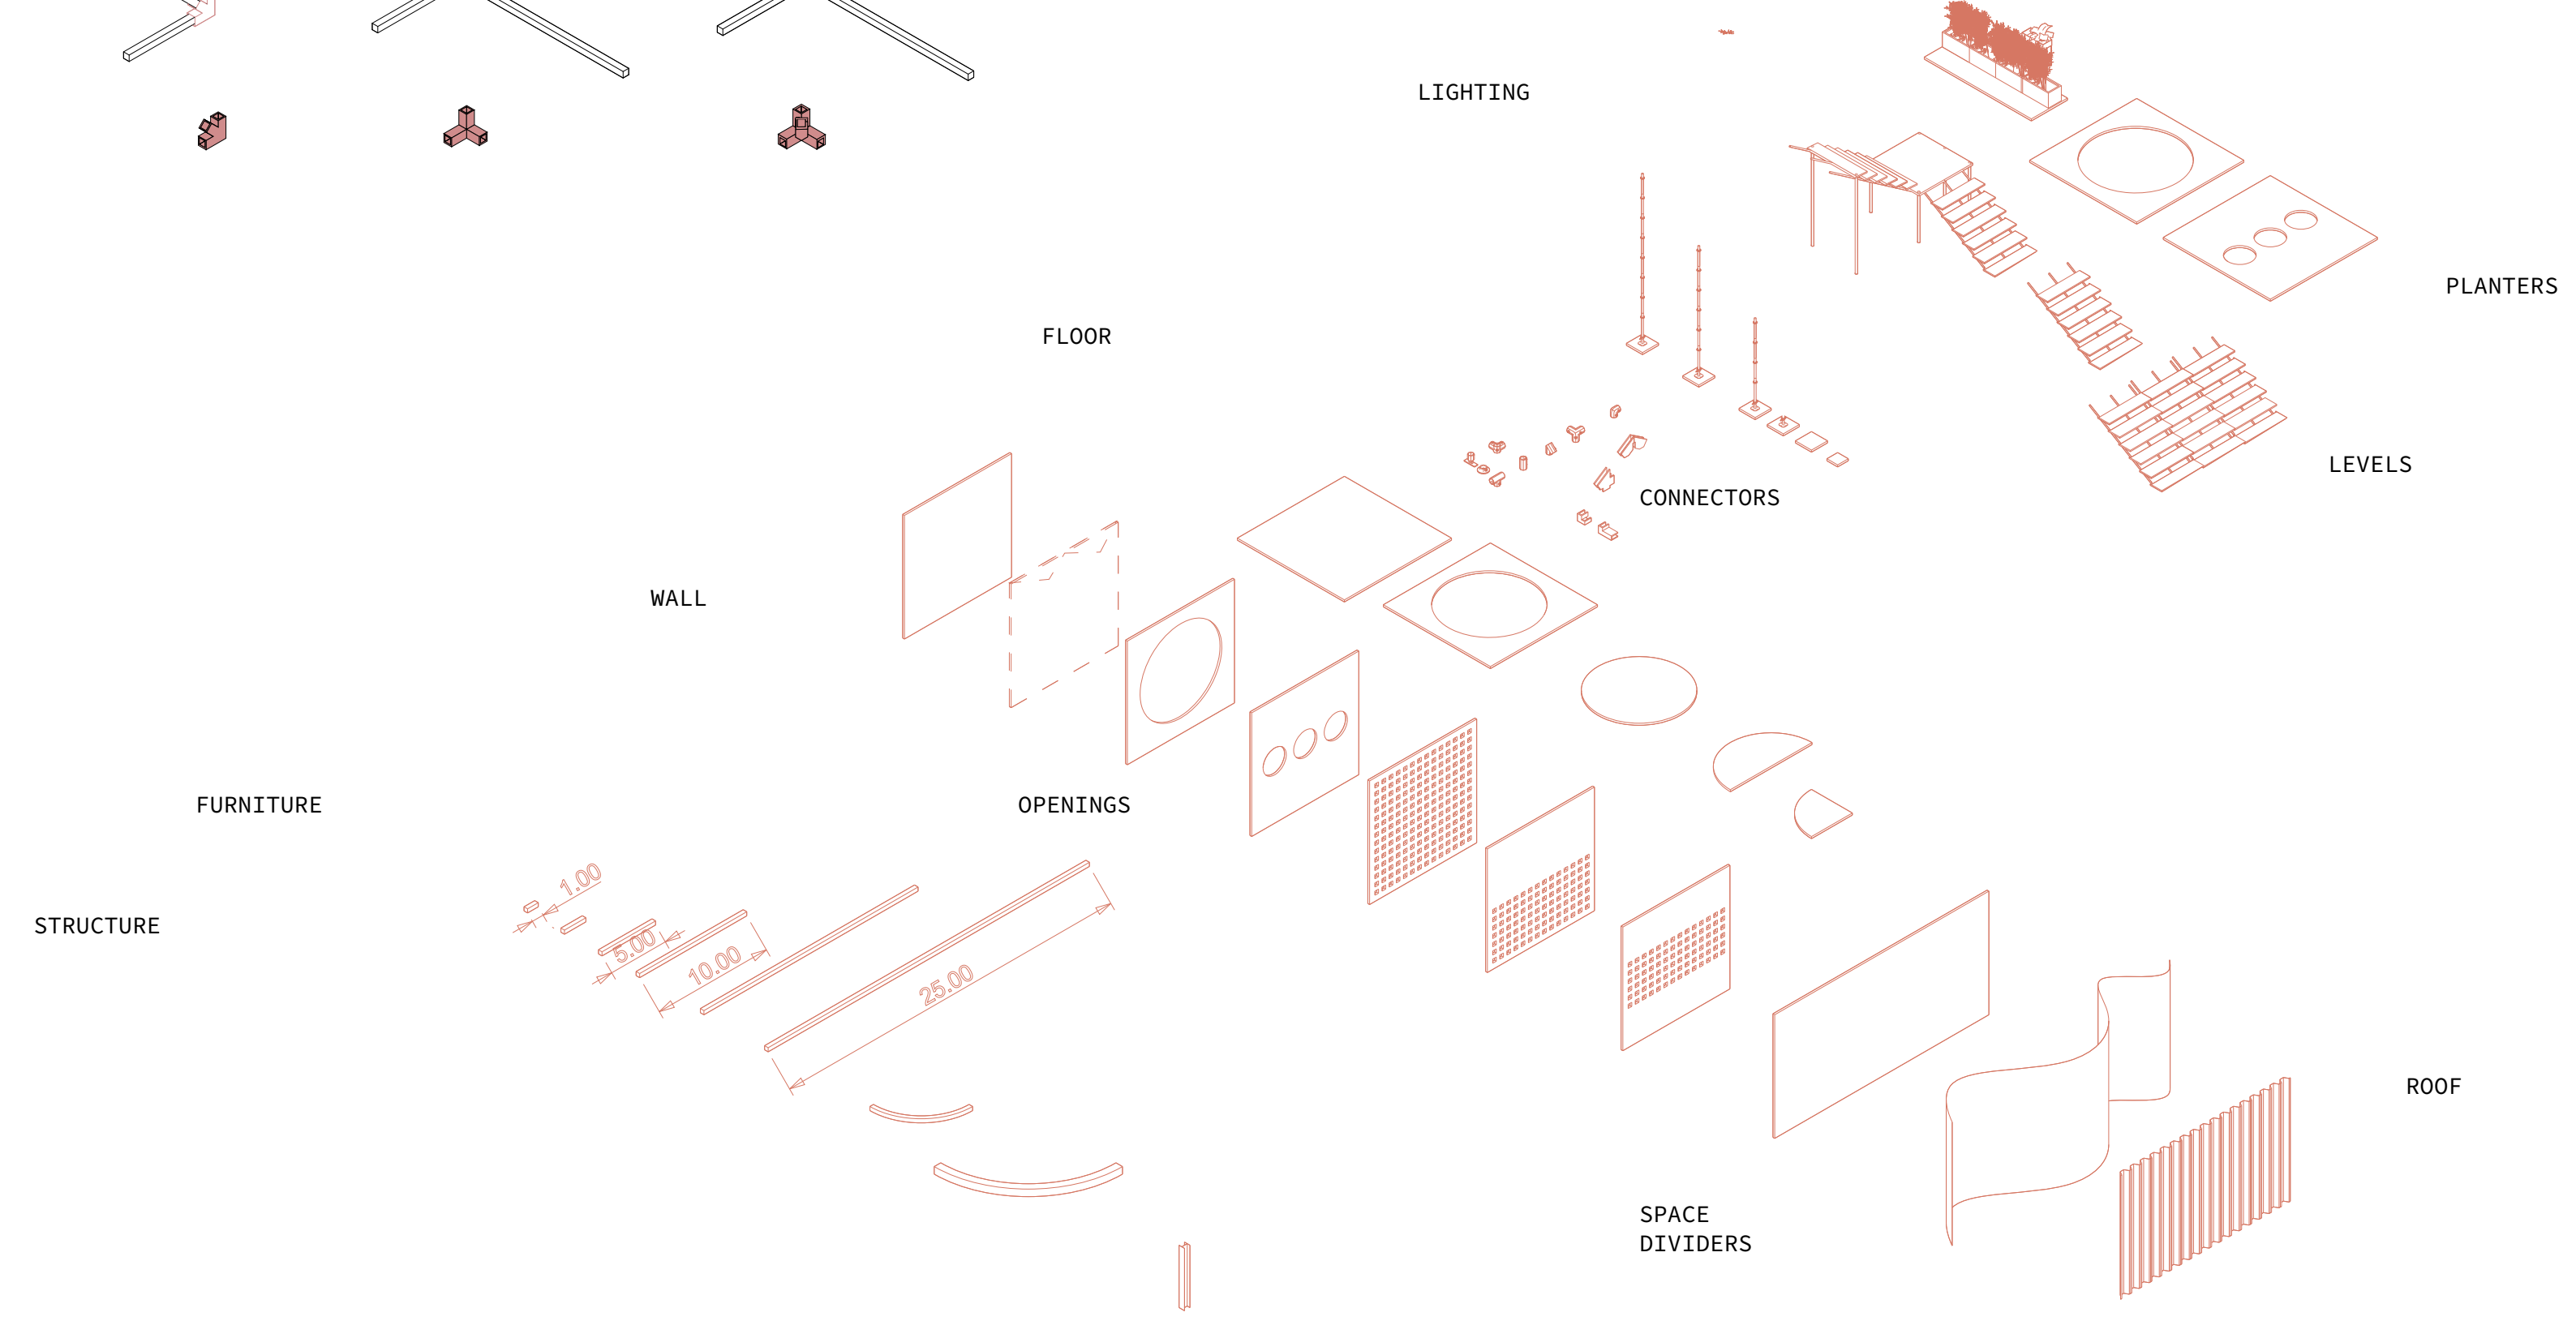 LIGHTING
PLANTERS
FLOOR
LEVELS
CONNECTORS
WALL
FURNITURE
OPENINGS
STRUCTURE
1.00
5.00
10.00
25.00
ROOF
SPACE
DIVIDERS